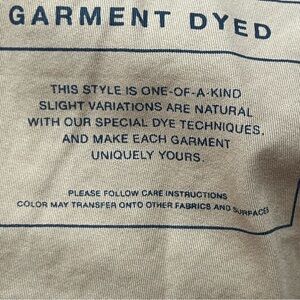 GARMENT DYED
THIS STYLE IS ONE-OF-A-KIND
SLIGHT VARIATIONS ARE NATURAL
WITH OUR SPECIAL DYE TECHNIQUES,
AND MAKE EACH GARMENT
UNIQUELY YOURS.
PLEASE FOLLOW CARE INSTRUCTIONS
COLOR MAY TRANSFER ONTO OTHER FABRICS AND SURFACES